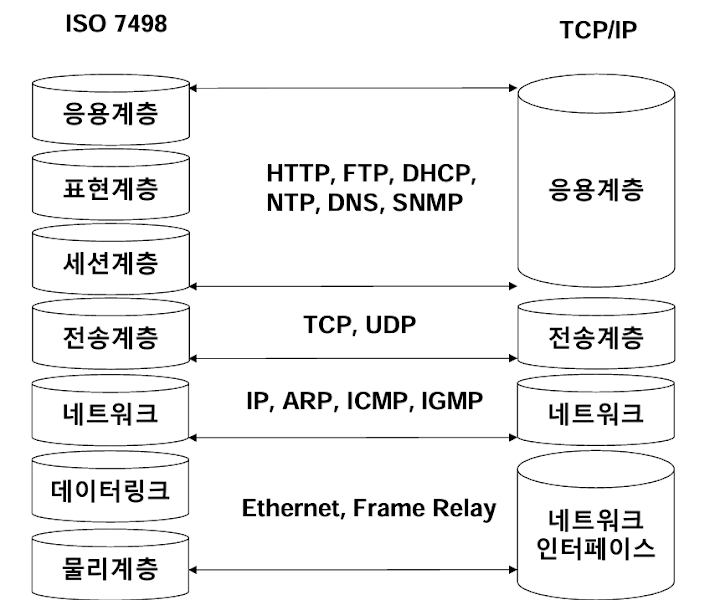 ISO 7498
TCP/IP
응용계층
표현계층
세션계층
전송계층
네트워크
데이터링크
물리계층
HTTP, FTP, DHCP,
NTP, DNS, SNMP
TCP, UDP
IP, ARP, ICMP, IGMP
Ethernet, Frame Relay
응용계층
전송계층
네트워크
네트워크
인터페이스